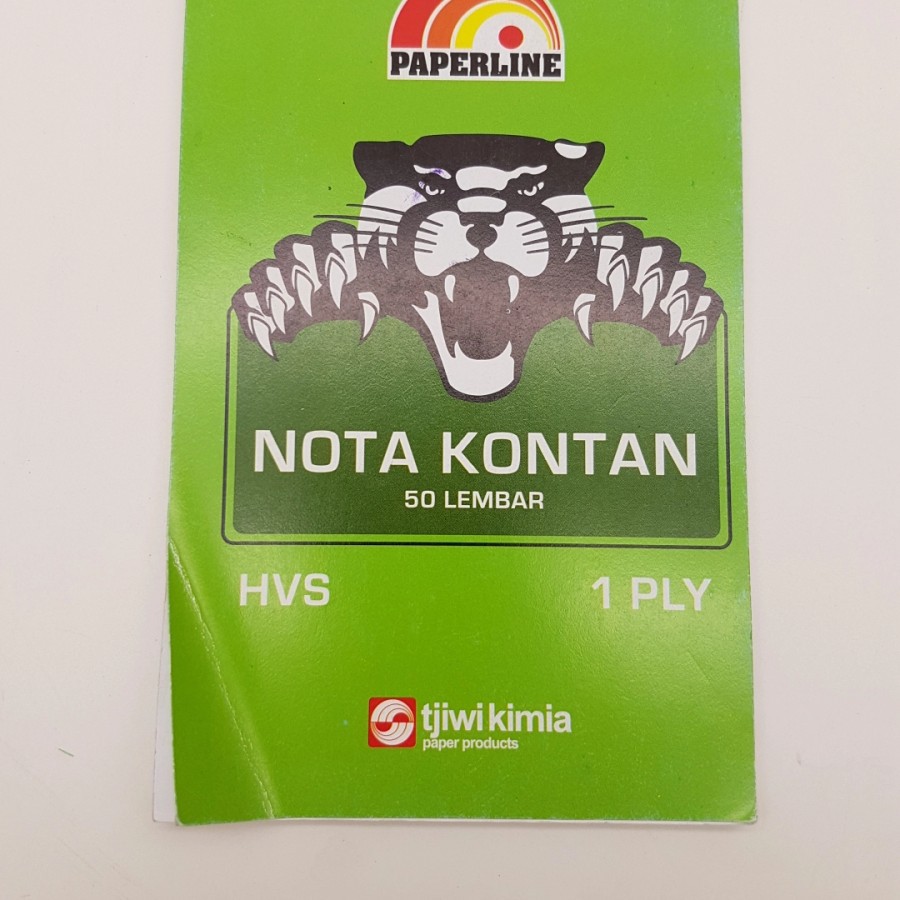 PAPERLINE
NOTA KONTAN
50 LEMBAR
HVS 1 PLY
tjiwi kimia
paper products